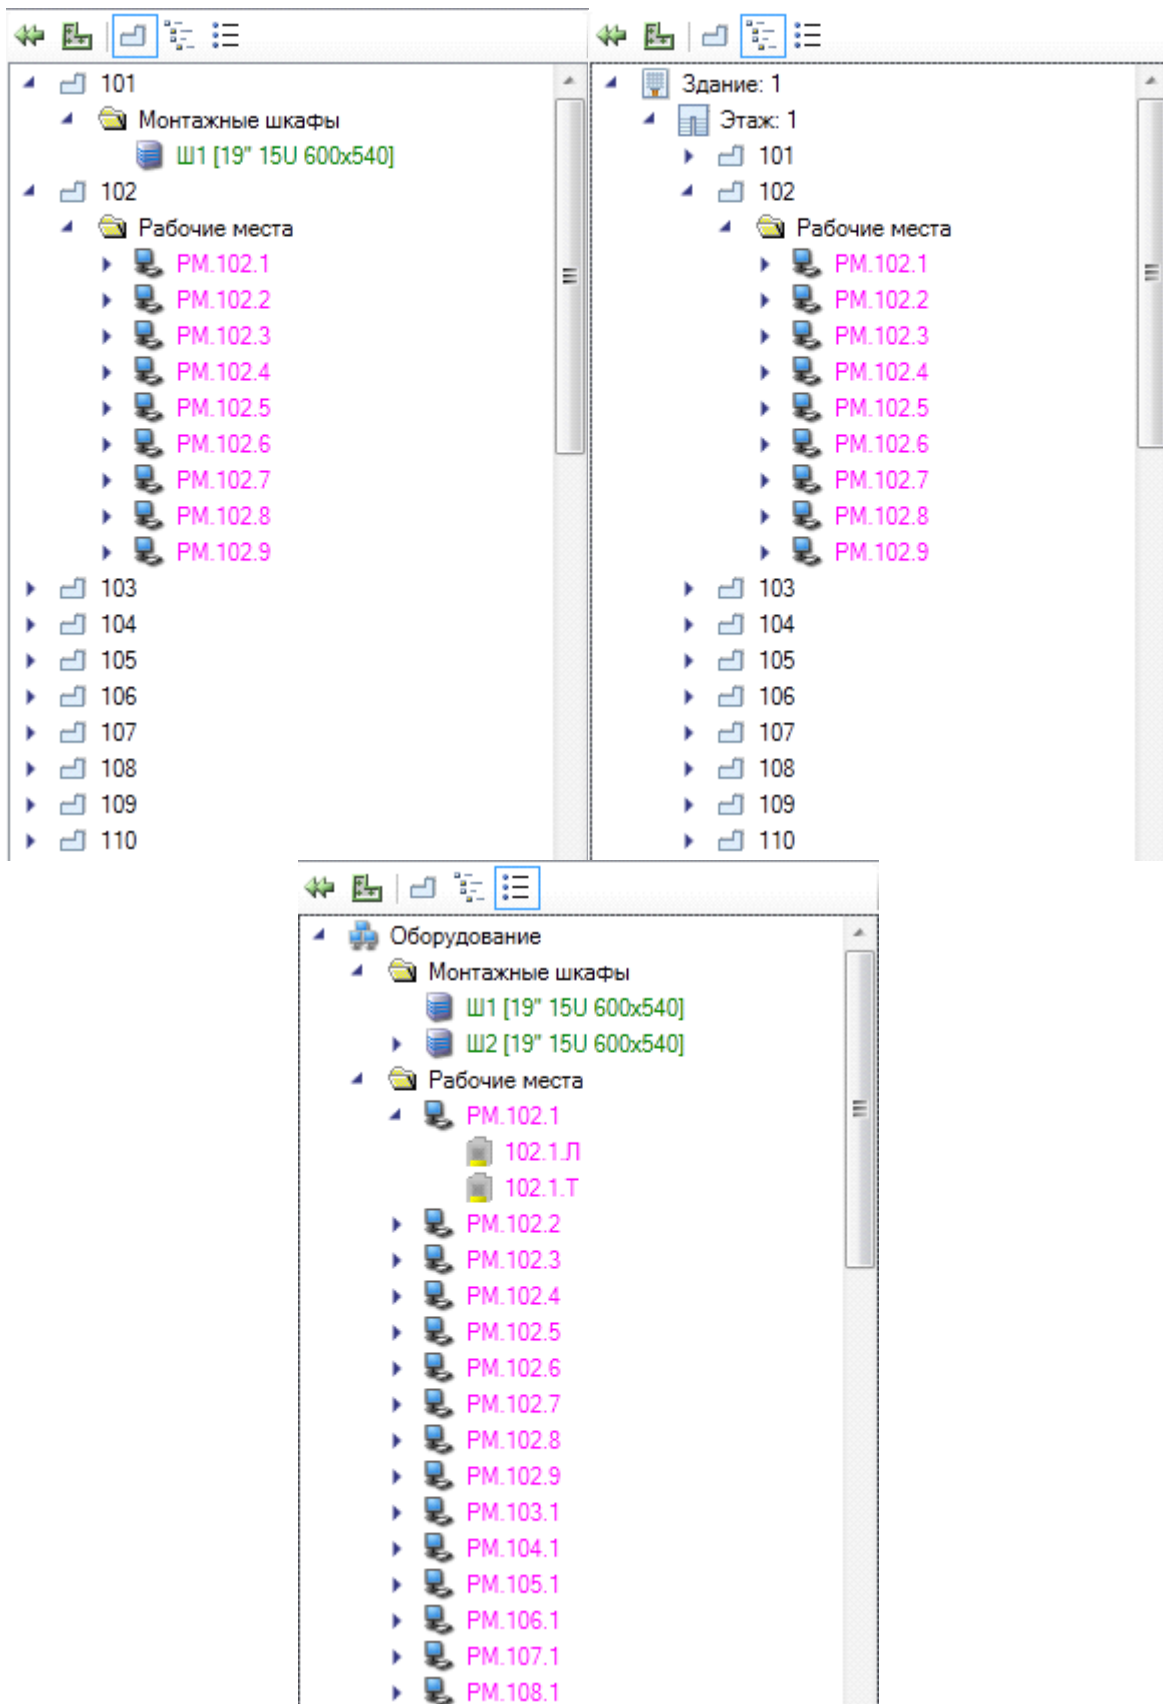 101
Монтажные шкафы
Ш1 [19" 15U 600x540]
102
Рабочие места
РМ.102.1
РМ.102.2
РМ.102.3
РМ.102.4
РМ.102.5
РМ.102.6
РМ.102.7
РМ.102.8
РМ.102.9
103
104
105
106
107
108
109
110
Здание: 1
Этаж: 1
101
102
Рабочие места
РМ.102.1
РМ.102.2
РМ.102.3
РМ.102.4
РМ.102.5
РМ.102.6
РМ.102.7
РМ.102.8
РМ.102.9
103
104
105
106
107
108
109
110
Оборудование
Монтажные шкафы
Ш1 [19" 15U 600x540]
Ш2 [19" 15U 600x540]
Рабочие места
РМ.102.1
102.1.Л
102.1.Т
РМ.102.2
РМ.102.3
РМ.102.4
РМ.102.5
РМ.102.6
РМ.102.7
РМ.102.8
РМ.102.9
РМ.103.1
РМ.104.1
РМ.105.1
РМ.106.1
РМ.107.1
РМ.108.1